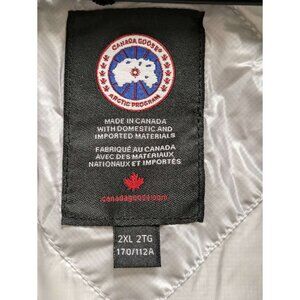 CANADA GOOSE
ARCTIC PROGRAM
MADE IN CANADA
WITH DOMESTIC AND
IMPORTED MATERIALS
FABRIQUÉ AU CANADA
AVEC DES MATERIAUX
NATIONAUX ET IMPORTÉS
canadagoose.com
2XL 2TG
170/112A